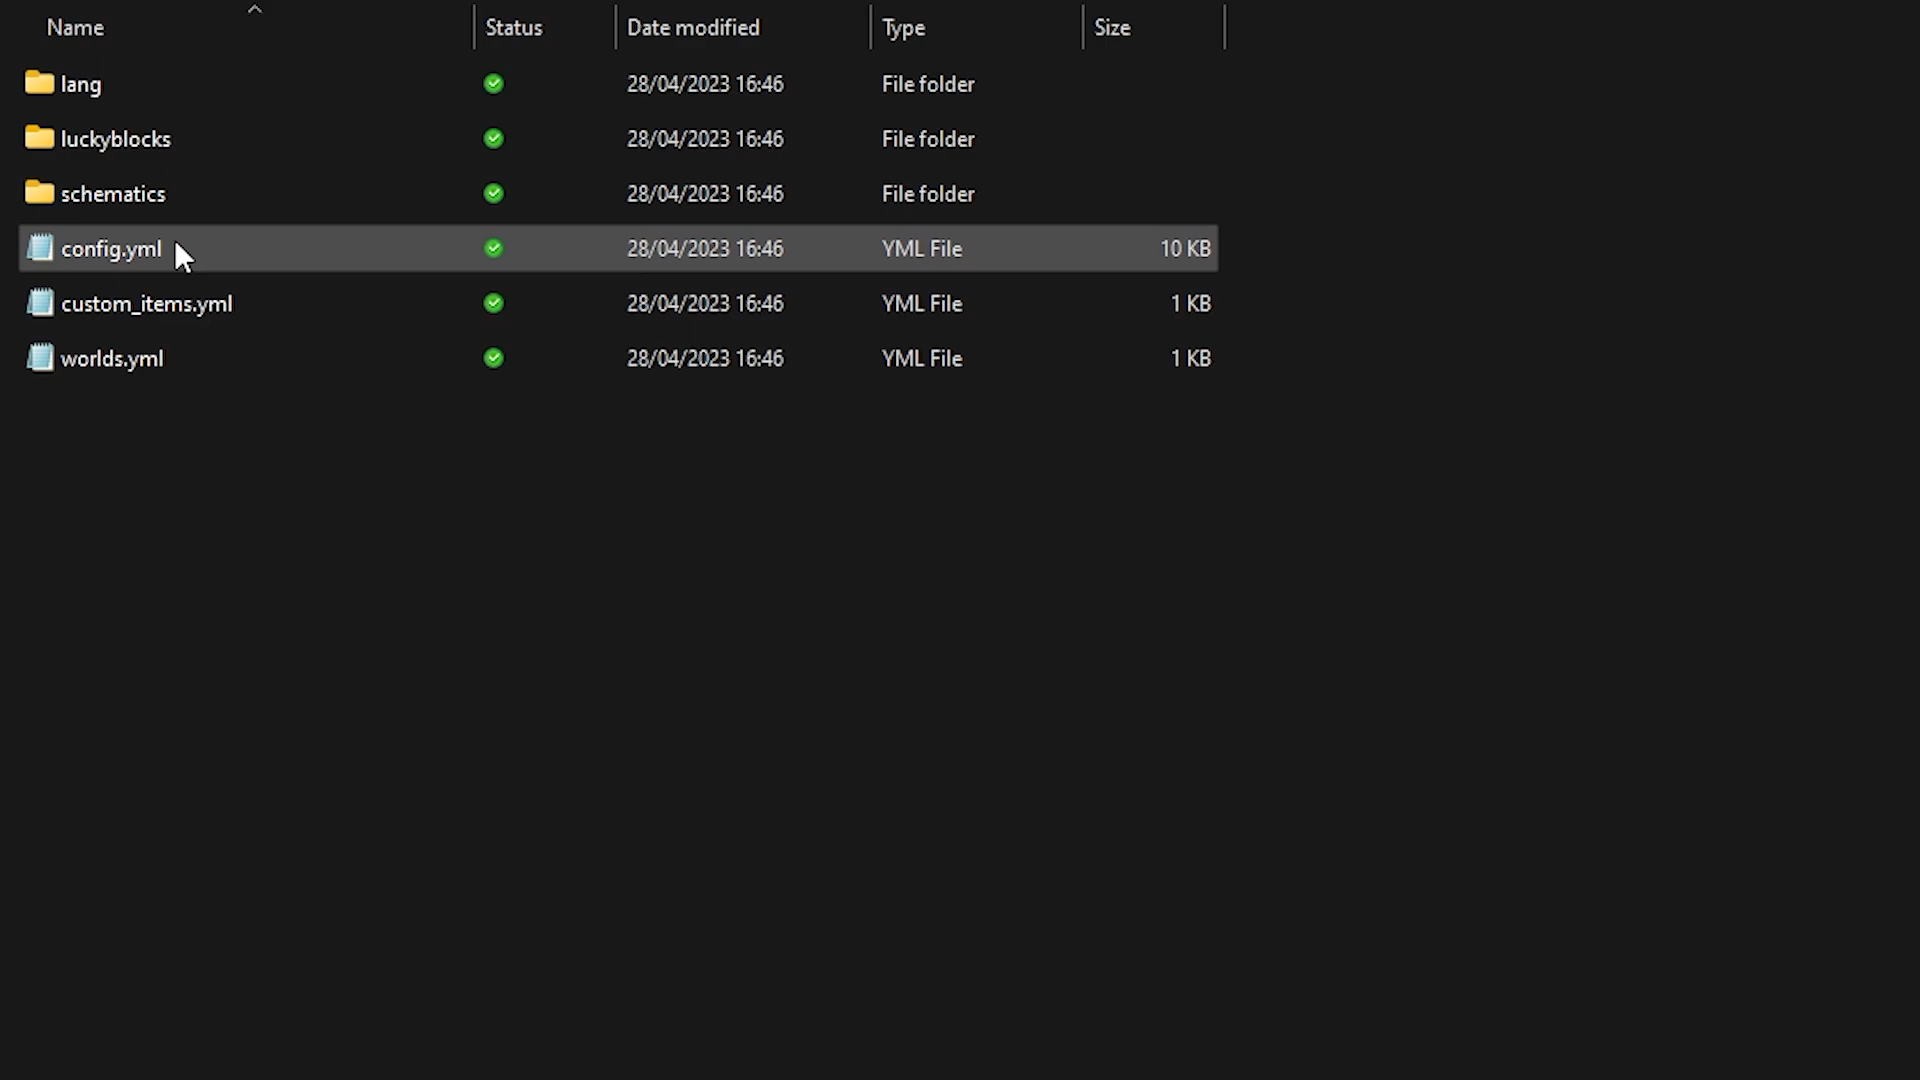 Name Status Date modified Type Size
lang 28/04/2023 16:46 File folder
luckyblocks 28/04/2023 16:46 File folder
schematics 28/04/2023 16:46 File folder
config.yml 28/04/2023 16:46 YML File 10 KB
custom_items.yml 28/04/2023 16:46 YML File 1 KB
worlds.yml 28/04/2023 16:46 YML File 1 KB